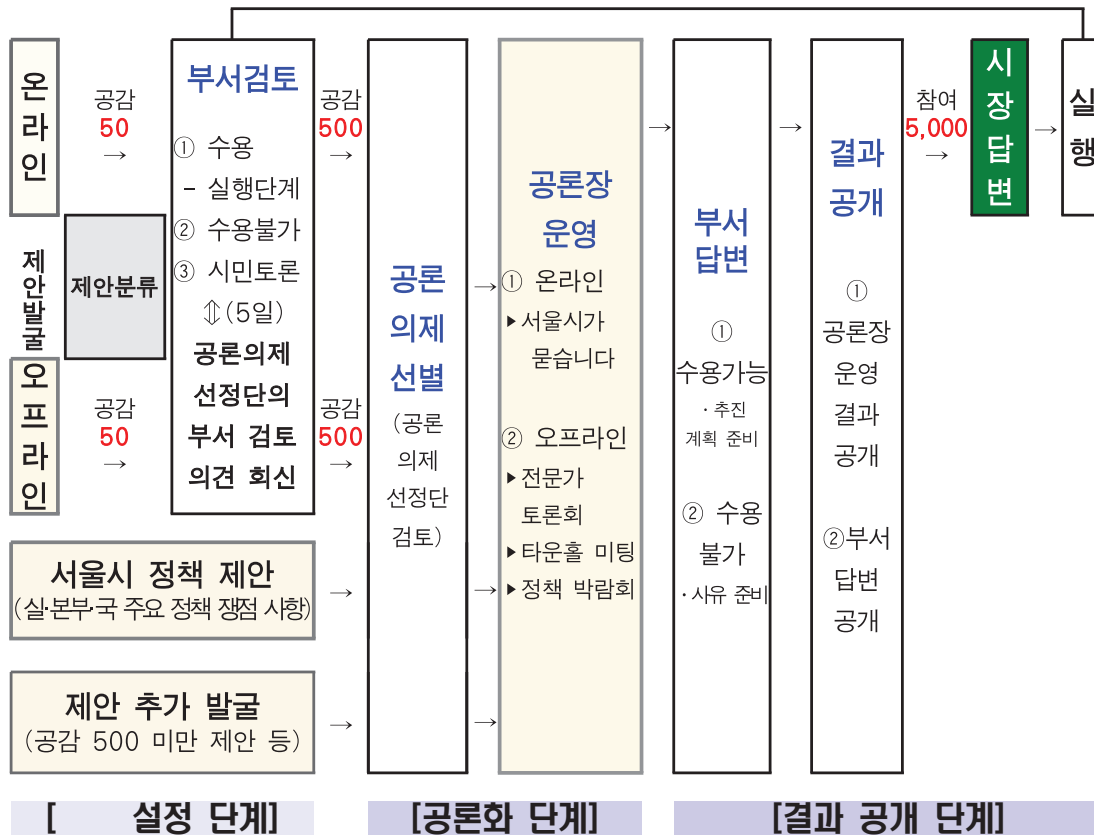 온
라
인
제
안
발
굴
오
프
라
인
공감
50
→
제안분류
공감
50
→
부서검토
① 수용
- 실행단계
② 수용불가
③ 시민토론
⇕(5일)
공론의제
선정단의
부서 검토
의견 회신
공감
500
→
공감
500
→
서울시 정책 제안
(실·본부·국 주요 정책 쟁점 사항)
→
제안 추가 발굴
(공감 500 미만 제안 등)
→
공론
의제
선별
(공론
의제
선정단
검토)
→
→
→
공론장
운영
① 온라인
▶서울시가
묻습니다
② 오프라인
▶전문가
토론회
▶타운홀 미팅
▶정책 박람회
→
부서
답변
①
수용가능
· 추진
계획 준비
② 수용
불가
· 사유 준비
→
결과
공개
①
공론장
운영
결과
공개
②부서
답변
공개
참여
5,000
→
시
장
답
변
→
실
행
[ 설정 단계]
[공론화 단계]
[결과 공개 단계]